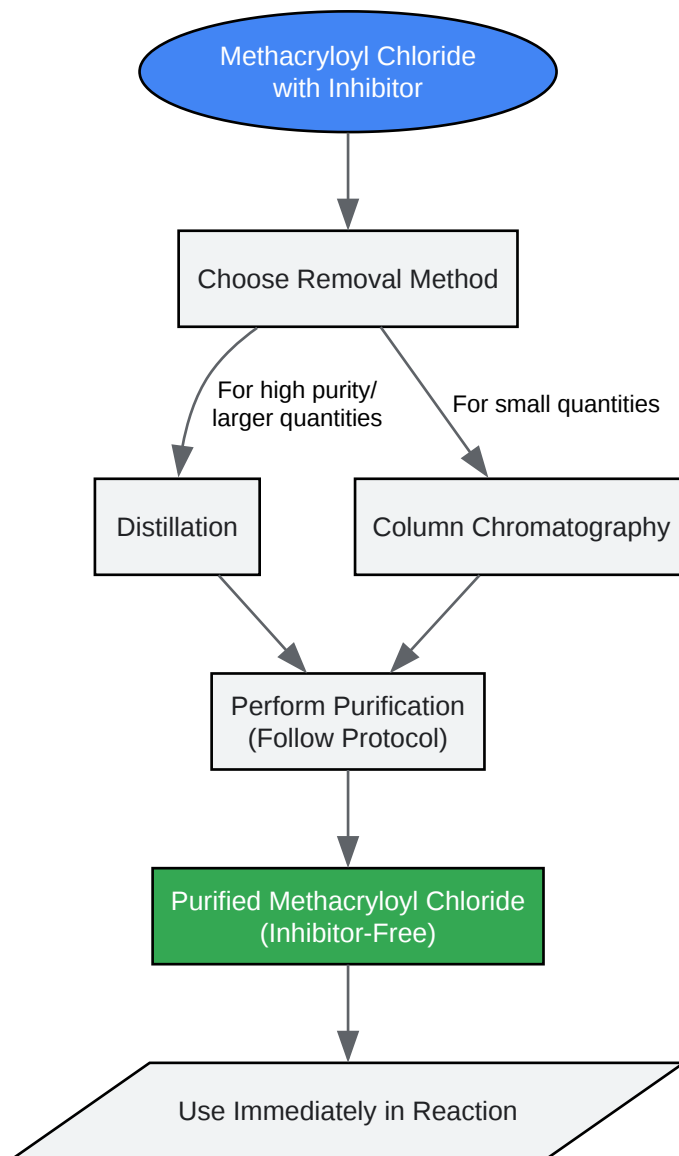 Methacryloyl Chloride
with Inhibitor
Choose Removal Method
For high purity/
larger quantities
For small quantities
Distillation
Column Chromatography
Perform Purification
(Follow Protocol)
Purified Methacryloyl Chloride
(Inhibitor-Free)
Use Immediately in Reaction